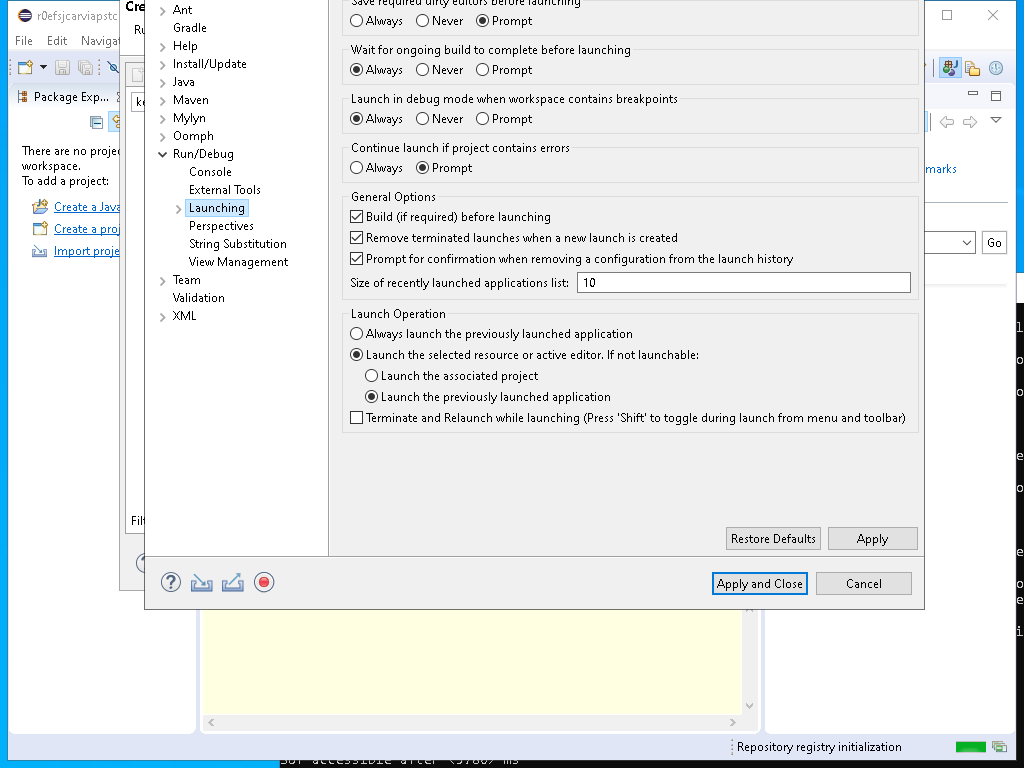 r0efsjcarviapstc
File Edit Navigat
Package Exp...
There are no proje
workspace.
To add a project:
Create a Java
Create a proj
Import proje
Cre
Ru
ke
Filt
Ant
Gradle
Help
Install/Update
Java
Maven
Mylyn
Oomph
Run/Debug
Console
External Tools
Launching
Perspectives
String Substitution
View Management
Team
Validation
XML
Save required dirty editors before launching
Always Never Prompt
Wait for ongoing build to complete before launching
Always Never Prompt
Launch in debug mode when workspace contains breakpoints
Always Never Prompt
Continue launch if project contains errors
Always Prompt
General Options
Build (if required) before launching
Remove terminated launches when a new launch is created
Prompt for confirmation when removing a configuration from the launch history
Size of recently launched applications list: 10
Launch Operation
Always launch the previously launched application
Launch the selected resource or active editor. If not launchable:
Launch the associated project
Launch the previously launched application
Terminate and Relaunch while launching (Press 'Shift' to toggle during launch from menu and toolbar)
Restore Defaults Apply
Apply and Close Cancel
marks
Go
Repository registry initialization
not accessible after <3780> ms